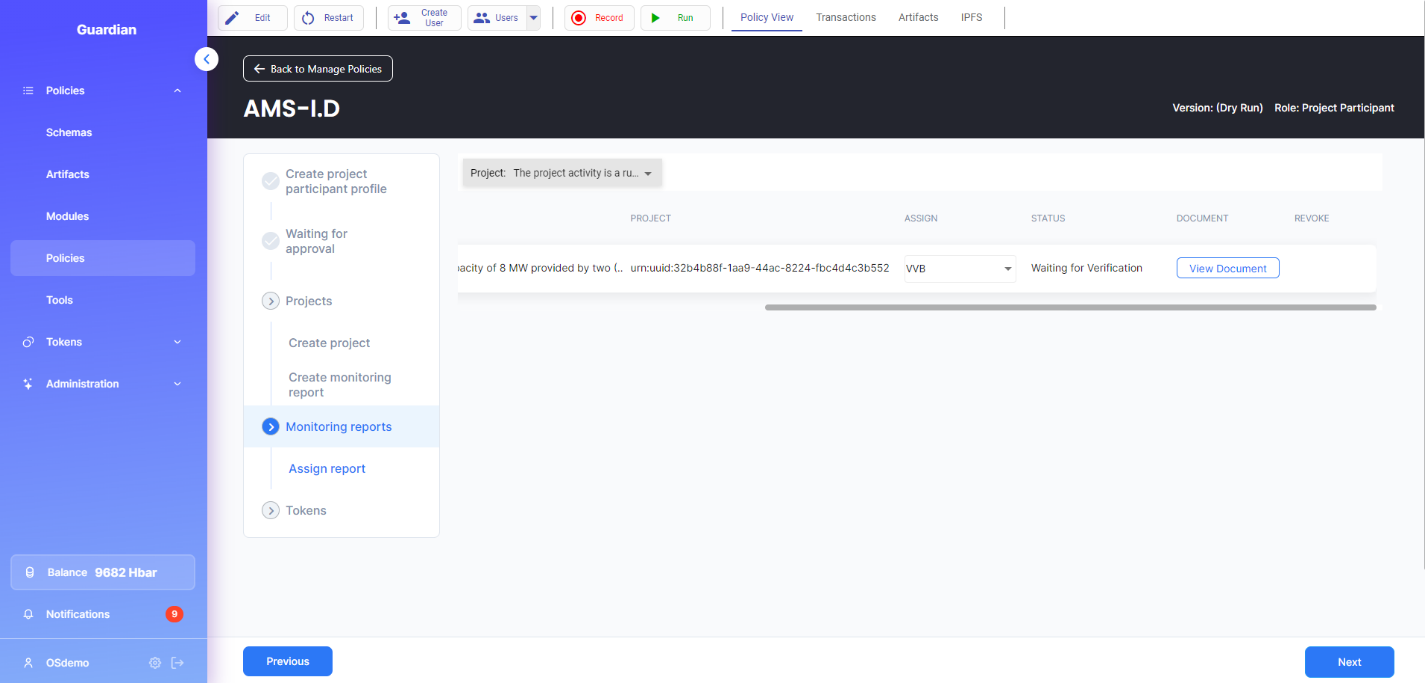 Guardian
Edit
Restart
Create
User
Users
Record
Run
Policy View
Transactions
Artifacts
IPFS
Back to Manage Policies
AMS-I.D
Version: (Dry Run) Role: Project Participant
Policies
Schemas
Artifacts
Modules
Policies
Tools
Tokens
Administration
Balance 9682 Hbar
Notifications 9
OSdemo
Create project
participant profile
Waiting for
approval
Projects
Create project
Create monitoring
report
Monitoring reports
Assign report
Tokens
Project: The project activity is a ru...
PROJECT ASSIGN STATUS DOCUMENT REVOKE
acity of 8 MW provided by two (.. urn:uuid:32b4b88f-1aa9-44ac-8224-fbc4d4c3b552 VVB Waiting for Verification View Document
Previous
Next